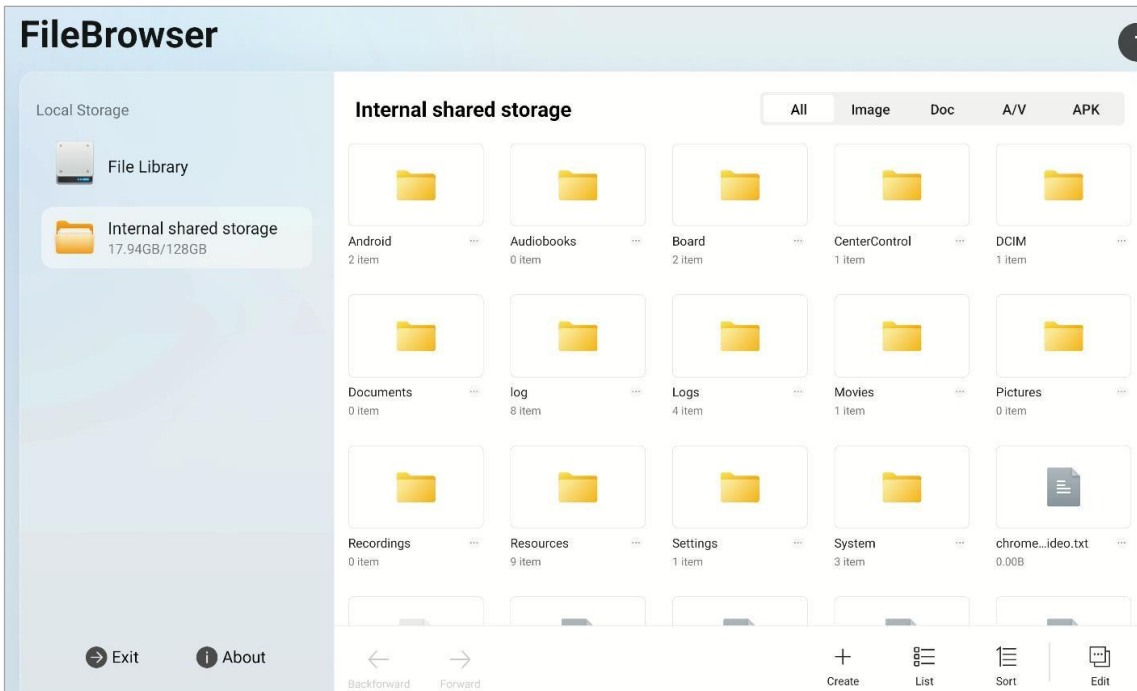 FileBrowser
Local Storage
File Library
Internal shared storage
17.94GB/128GB
Exit
About
Internal shared storage
All Image Doc A/V APK
Android ... Audiobooks ... Board ... CenterControl ... DCIM ...
2 item 0 item 2 item 1 item 1 item
Documents ... log ... Logs ... Movies ... Pictures ...
0 item 8 item 4 item 1 item 0 item
Recordings ... Resources ... Settings ... System ... chrome...ideo.txt ...
0 item 9 item 1 item 3 item 0.00B
Backforward Forward Create List Sort Edit